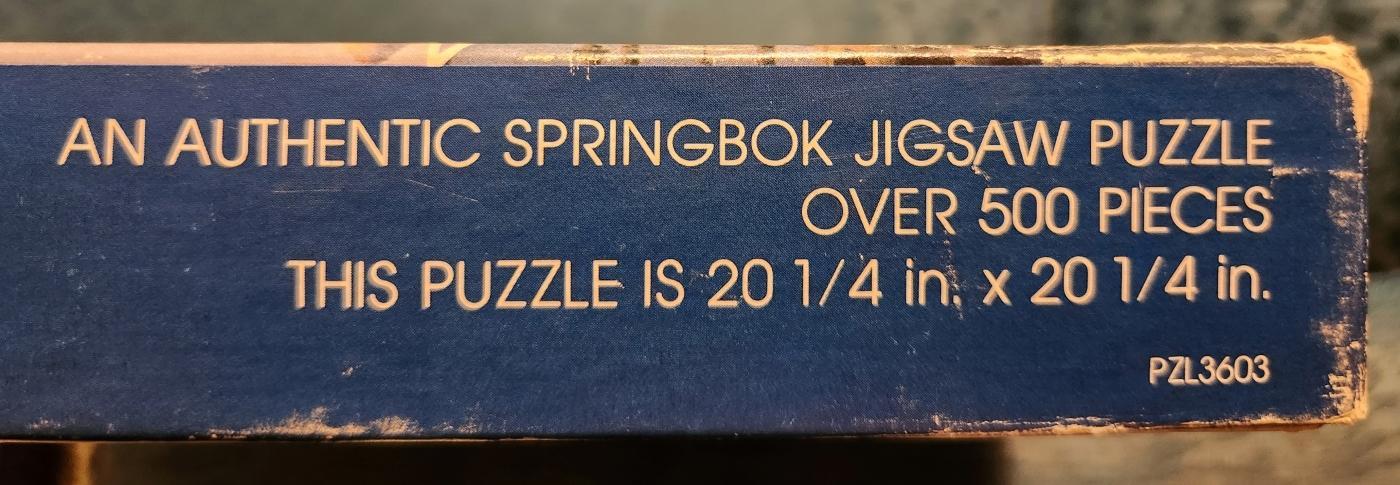 AN AUTHENTIC SPRINGBOK JIGSAW PUZZLE
OVER 500 PIECES
THIS PUZZLE IS 20 1/4 in. x 20 1/4 in.
PZL3603